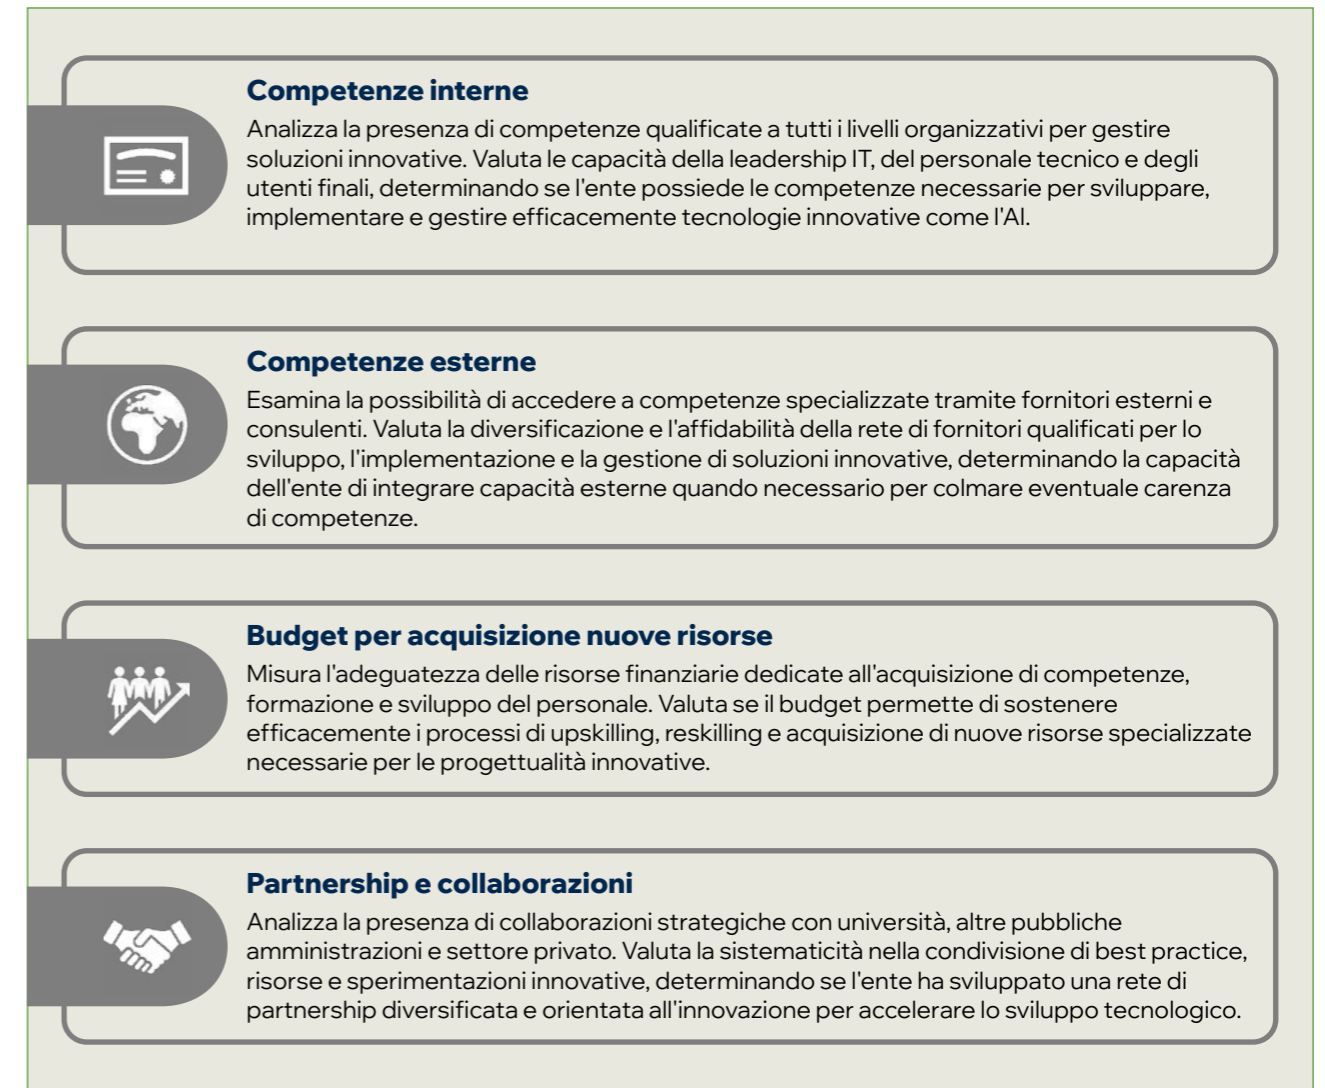 Competenze interne
Analizza la presenza di competenze qualificate a tutti i livelli organizzativi per gestire
soluzioni innovative. Valuta le capacità della leadership IT, del personale tecnico e degli
utenti finali, determinando se l'ente possiede le competenze necessarie per sviluppare,
implementare e gestire efficacemente tecnologie innovative come l'AI.
Competenze esterne
Esamina la possibilità di accedere a competenze specializzate tramite fornitori esterni e
consulenti. Valuta la diversificazione e l'affidabilità della rete di fornitori qualificati per lo
sviluppo, l'implementazione e la gestione di soluzioni innovative, determinando la capacità
dell'ente di integrare capacità esterne quando necessario per colmare eventuale carenza
di competenze.
Budget per acquisizione nuove risorse
Misura l'adeguatezza delle risorse finanziarie dedicate all'acquisizione di competenze,
formazione e sviluppo del personale. Valuta se il budget permette di sostenere
efficacemente i processi di upskilling, reskilling e acquisizione di nuove risorse specializzate
necessarie per le progettualità innovative.
Partnership e collaborazioni
Analizza la presenza di collaborazioni strategiche con università, altre pubbliche
amministrazioni e settore privato. Valuta la sistematicità nella condivisione di best practice,
risorse e sperimentazioni innovative, determinando se l'ente ha sviluppato una rete di
partnership diversificata e orientata all'innovazione per accelerare lo sviluppo tecnologico.